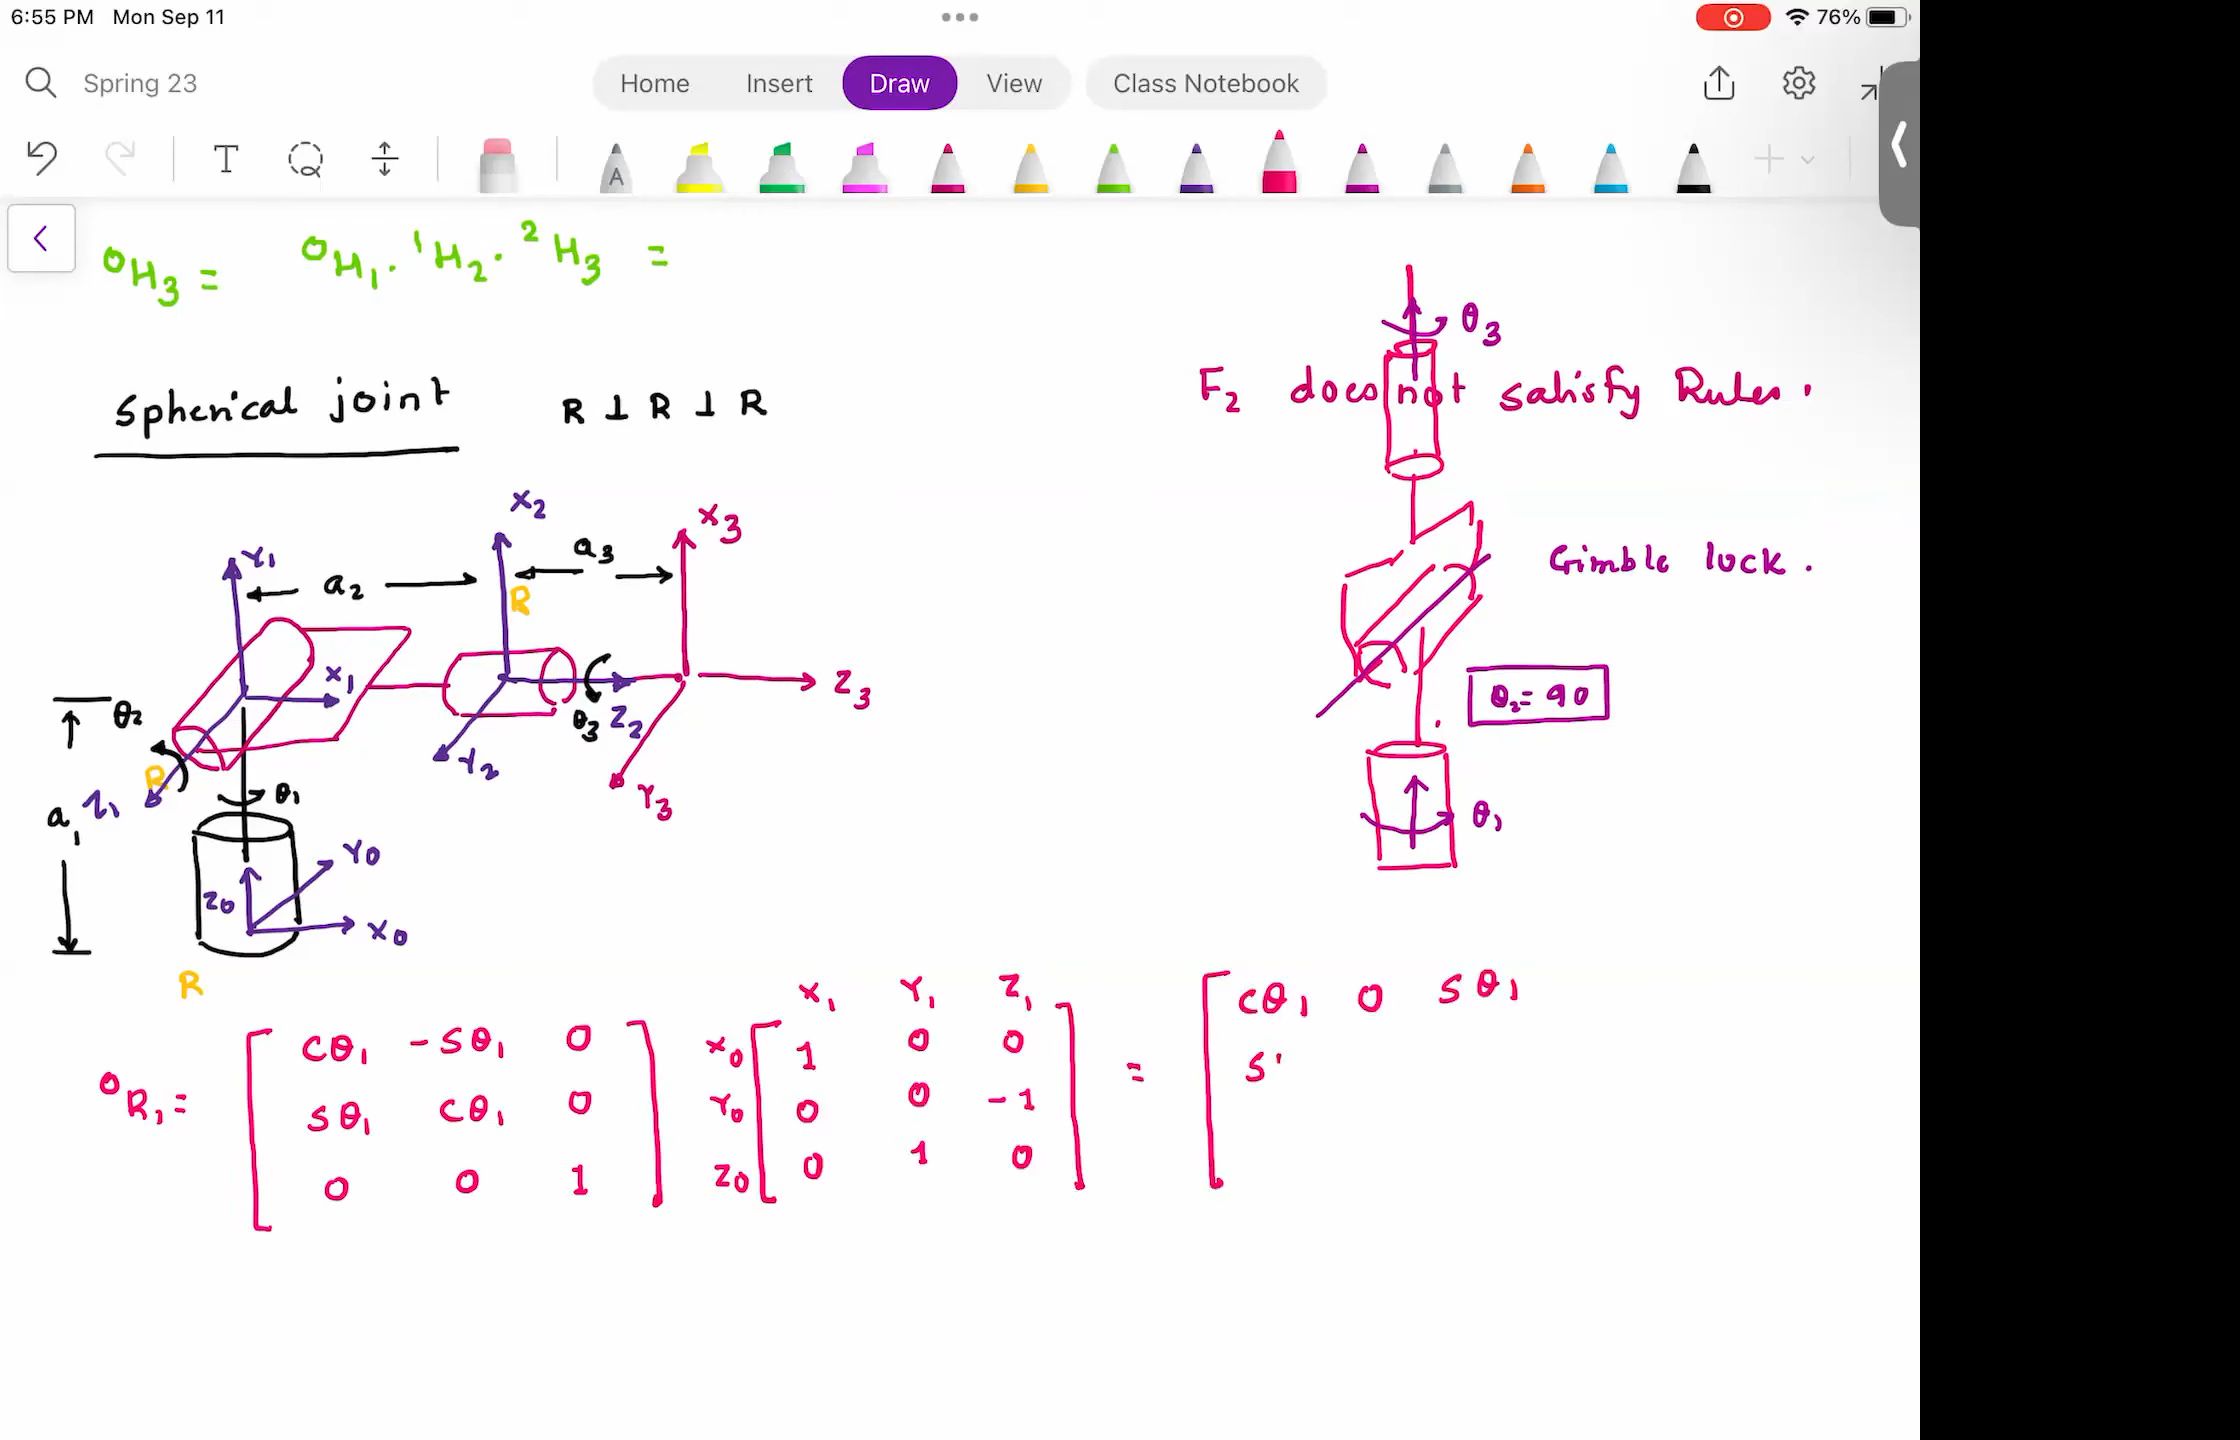 6:55 PM Mon Sep 11
76%
Spring 23
Home Insert Draw View Class Notebook
T
A
⁰H₃ = ⁰H₁ · ¹H₂ · ²H₃ =
Spherical joint R ⊥ R ⊥ R
θ₃
F₂ does not satisfy Rules.
Gimble lock.
θ₂ = 90
θ₁
X₂
X₃
Y₁
a₂
a₃
R
X₁
Z₃
θ₂
θ₃
Z₂
Y₂
R
Y₃
a₁
Z₁
θ₁
Y₀
Z₀
X₀
R
X₁ Y₁ Z₁
cθ₁ -sθ₁ 0 X₀ 1 0 0 cθ₁ 0 sθ₁
⁰R₁ = sθ₁ cθ₁ 0 Y₀ 0 0 -1 = s
0 0 1 Z₀ 0 1 0